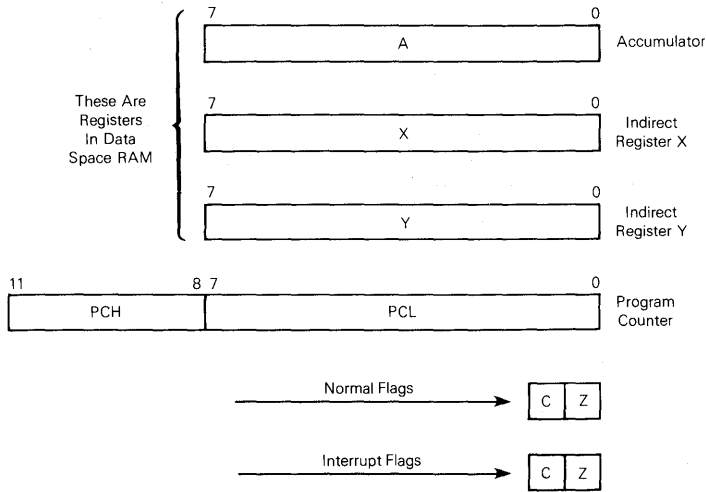 7 0
A
Accumulator
These Are
Registers
In Data
Space RAM
7 0
X
Indirect
Register X
7 0
Y
Indirect
Register Y
11 8 7 0
PCH PCL
Program
Counter
Normal Flags
C Z
Interrupt Flags
C Z